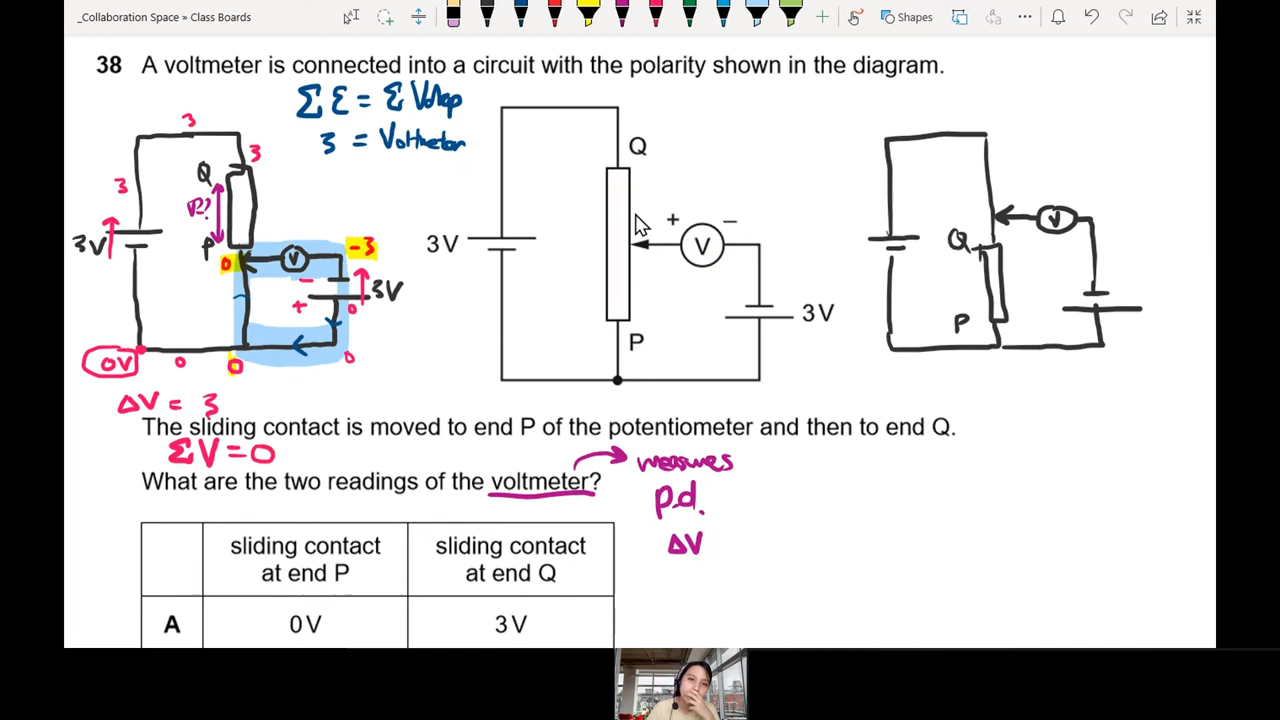 _Collaboration Space » Class Boards
Shapes
38 A voltmeter is connected into a circuit with the polarity shown in the diagram.
Σ ℰ = Σ Vdrop
3 = Voltmeter
3
3
3
Q
P
3V
0
V
-3
-
+
3V
0
0V
0
0
0
Q
3V
+
–
V
3V
P
V
Q
P
ΔV = 3
The sliding contact is moved to end P of the potentiometer and then to end Q.
ΣV = 0
What are the two readings of the voltmeter?
measures
p.d.
ΔV
sliding contact at end P
sliding contact at end Q
A 0V 3V